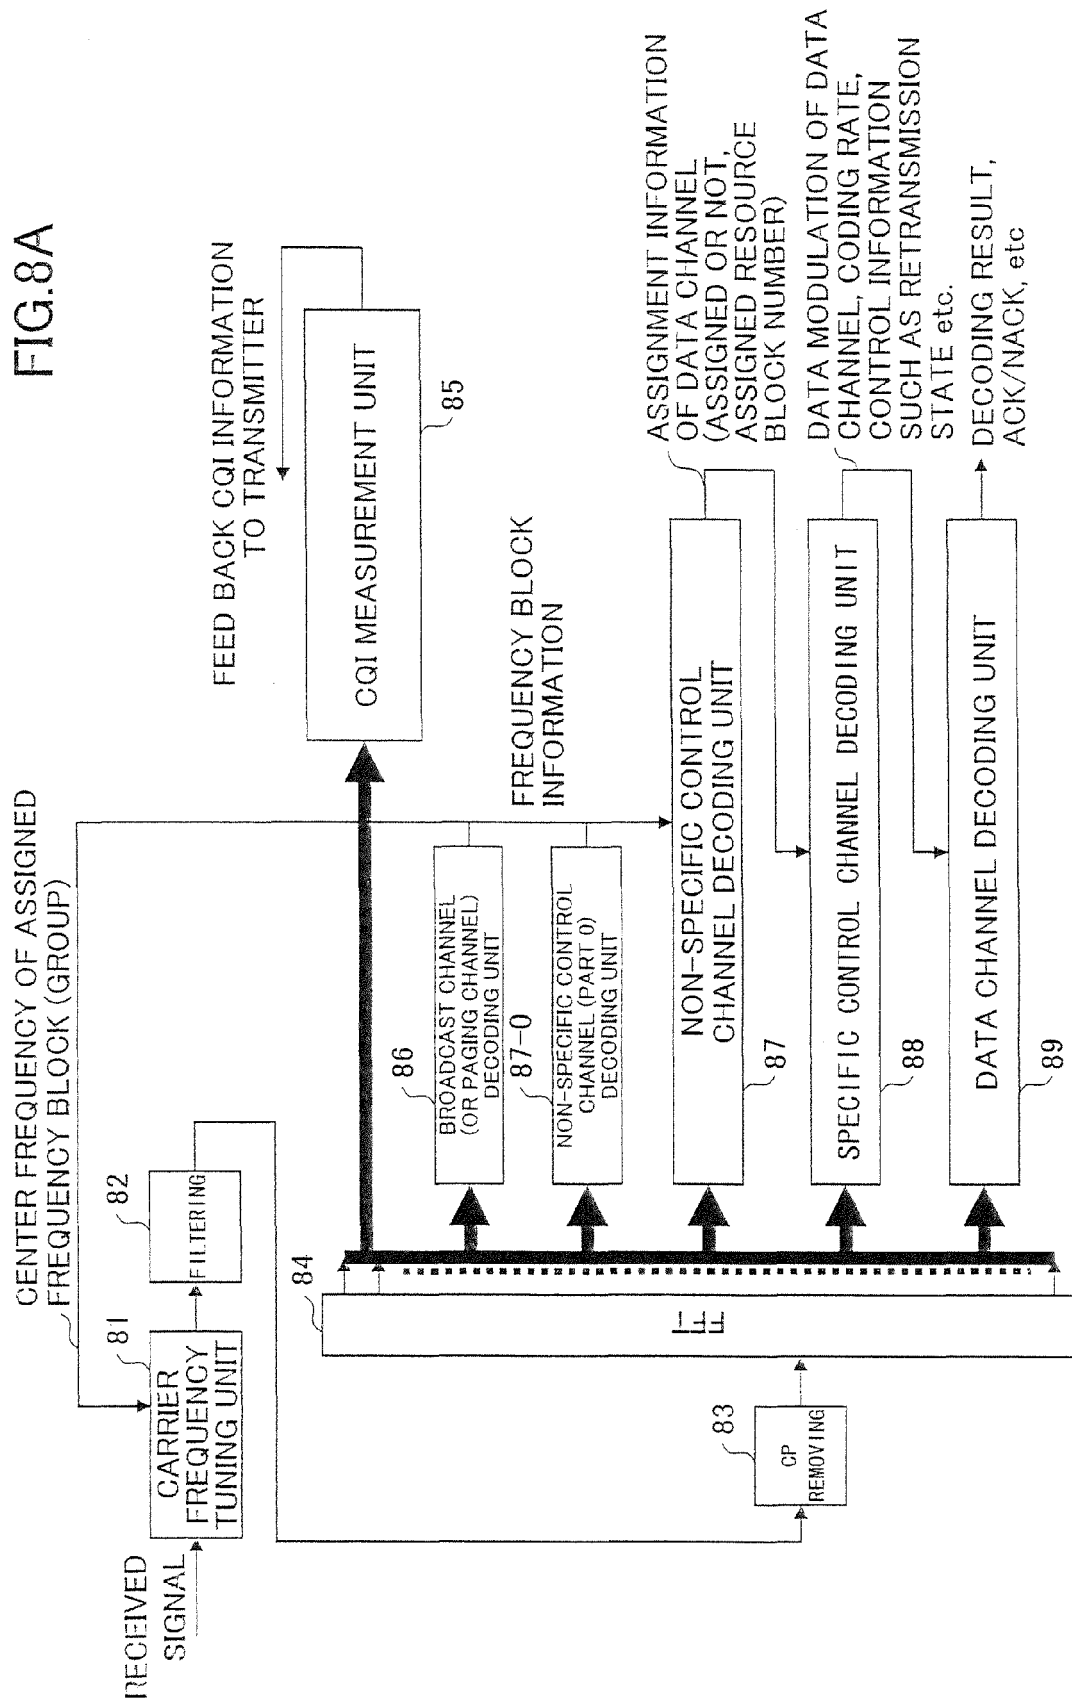 FIG.8A
CENTER FREQUENCY OF ASSIGNED
FREQUENCY BLOCK (GROUP)
RECEIVED
SIGNAL
81
CARRIER
FREQUENCY
TUNING UNIT
82
FILTERING
83
CP
REMOVING
84
FFT
FEED BACK CQI INFORMATION
TO TRANSMITTER
CQI MEASUREMENT UNIT
85
86
BROADCAST CHANNEL
(OR PAGING CHANNEL)
DECODING UNIT
87-0
NON-SPECIFIC CONTROL
CHANNEL (PART 0)
DECODING UNIT
FREQUENCY BLOCK
INFORMATION
NON-SPECIFIC CONTROL
CHANNEL DECODING UNIT
87
ASSIGNMENT INFORMATION
OF DATA CHANNEL
(ASSIGNED OR NOT,
ASSIGNED RESOURCE
BLOCK NUMBER)
SPECIFIC CONTROL CHANNEL DECODING UNIT
88
DATA MODULATION OF DATA
CHANNEL, CODING RATE,
CONTROL INFORMATION
SUCH AS RETRANSMISSION
STATE etc.
DATA CHANNEL DECODING UNIT
89
DECODING RESULT,
ACK/NACK, etc